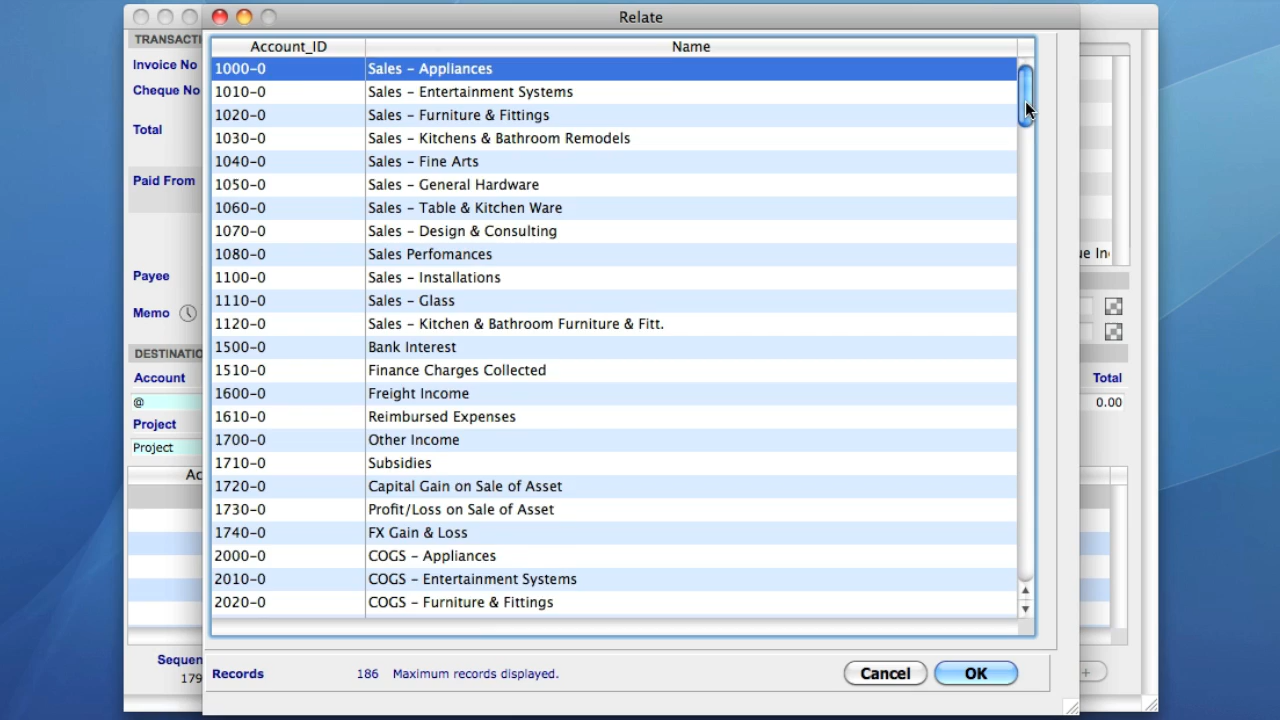 Relate
TRANSACTI
Invoice No
Cheque No
Total
Paid From
Payee
Memo
DESTINATIO
Account
@
Project
Project
Ac
Sequen
179
Account_ID Name
1000-0 Sales - Appliances
1010-0 Sales - Entertainment Systems
1020-0 Sales - Furniture & Fittings
1030-0 Sales - Kitchens & Bathroom Remodels
1040-0 Sales - Fine Arts
1050-0 Sales - General Hardware
1060-0 Sales - Table & Kitchen Ware
1070-0 Sales - Design & Consulting
1080-0 Sales Perfomances
1100-0 Sales - Installations
1110-0 Sales - Glass
1120-0 Sales - Kitchen & Bathroom Furniture & Fitt.
1500-0 Bank Interest
1510-0 Finance Charges Collected
1600-0 Freight Income
1610-0 Reimbursed Expenses
1700-0 Other Income
1710-0 Subsidies
1720-0 Capital Gain on Sale of Asset
1730-0 Profit/Loss on Sale of Asset
1740-0 FX Gain & Loss
2000-0 COGS - Appliances
2010-0 COGS - Entertainment Systems
2020-0 COGS - Furniture & Fittings
Records 186 Maximum records displayed.
Cancel OK
Total
0.00